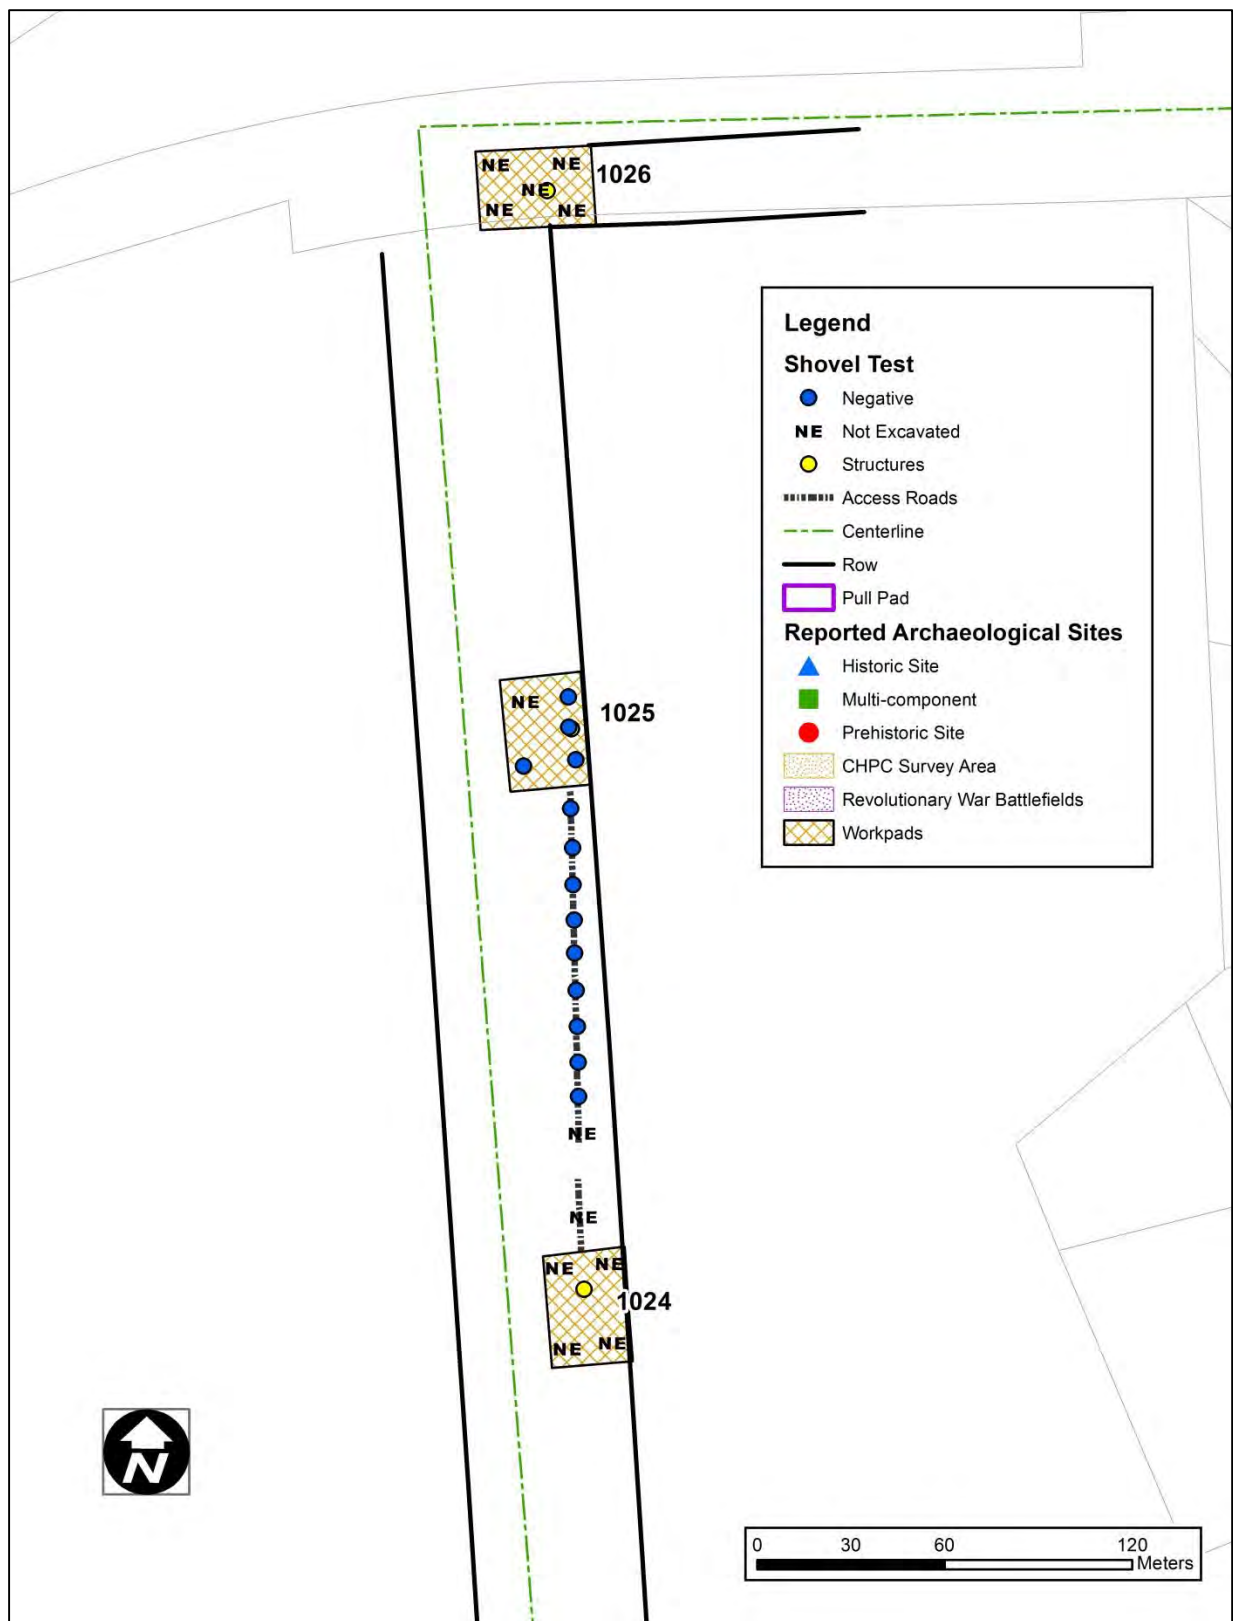 NE NE
1026
NE
NE NE
Legend
Shovel Test
Negative
NE Not Excavated
Structures
Access Roads
Centerline
Row
Pull Pad
Reported Archaeological Sites
Historic Site
Multi-component
Prehistoric Site
CHPC Survey Area
Revolutionary War Battlefields
Workpads
NE
1025
NE
NE
NE NE
1024
NE NE
N
0 30 60 120
Meters